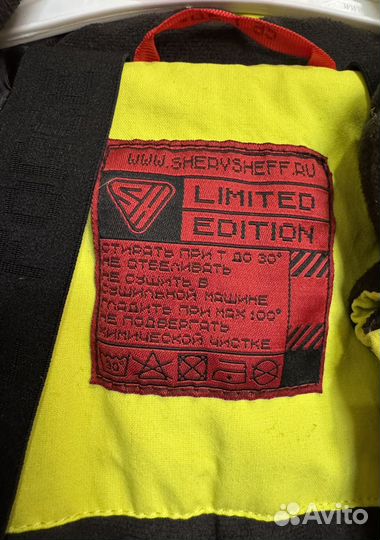 WWW.SHERYSHEFF.RU
LIMITED
EDITION
СТИРАТЬ ПРИ T ДО 30°
НЕ ОТБЕЛИВАТЬ
НЕ СУШИТЬ В
СУШИЛЬНОЙ МАШИНЕ
ГЛАДИТЬ ПРИ MAX 100°
НЕ ПОДВЕРГАТЬ
ХИМИЧЕСКОЙ ЧИСТКЕ
30°
Avito